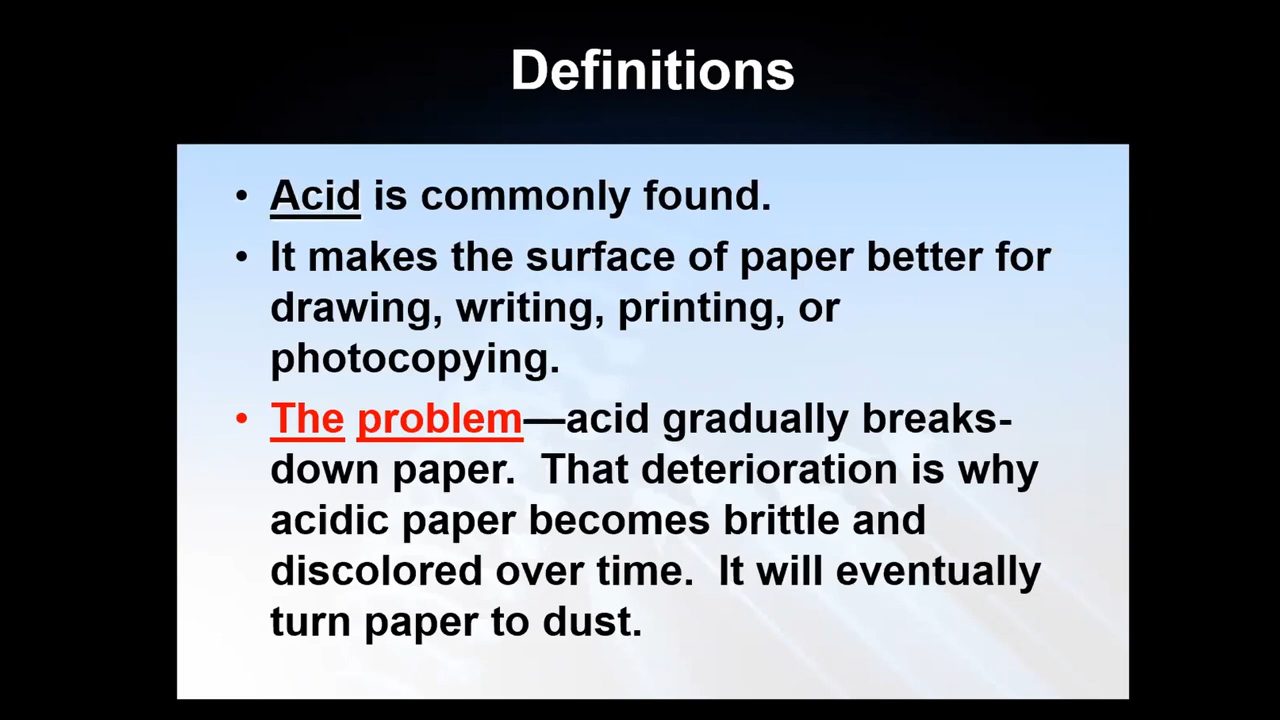 Definitions
• Acid is commonly found.
• It makes the surface of paper better for
drawing, writing, printing, or
photocopying.
• The problem—acid gradually breaks-
down paper.  That deterioration is why
acidic paper becomes brittle and
discolored over time.  It will eventually
turn paper to dust.